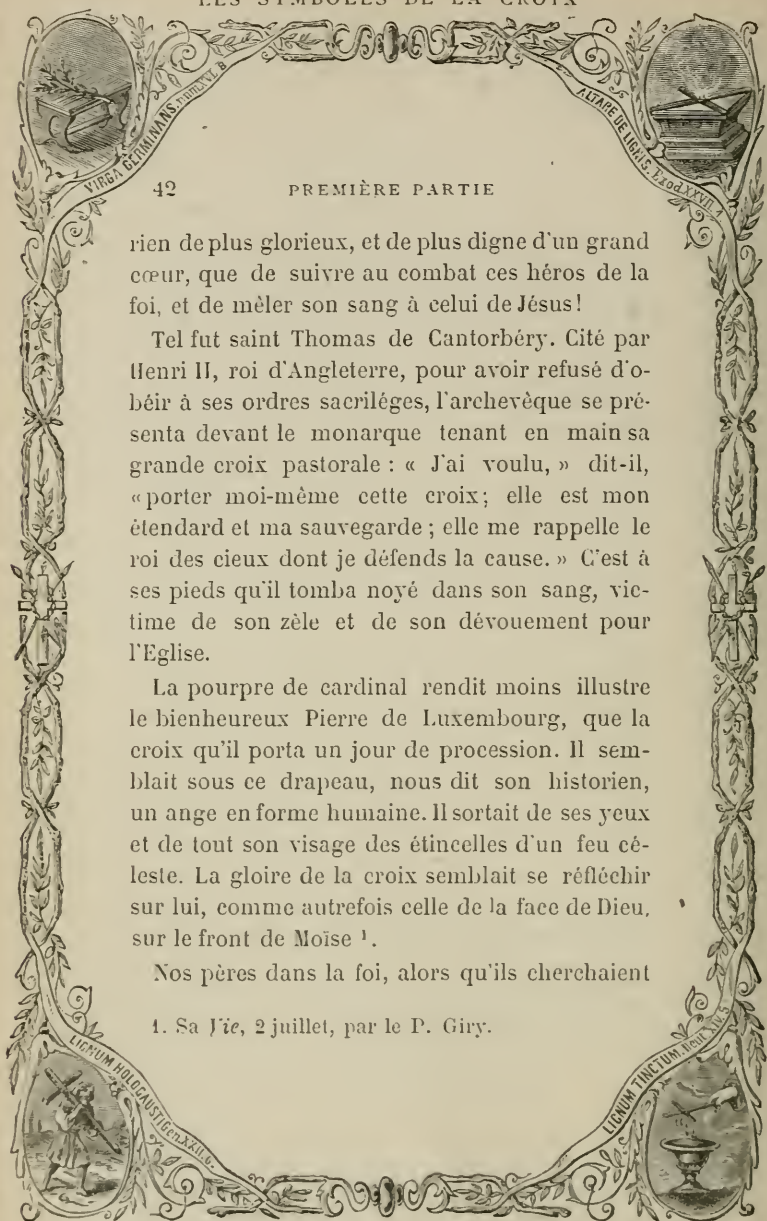 LES SYMBOLES DE LA CROIX
VIRGA GERMINANS.
ALTARE DE LIGNIS. Exod. XXVII. 1
42 PREMIÈRE PARTIE
rien de plus glorieux, et de plus digne d'un grand
cœur, que de suivre au combat ces héros de la
foi, et de mêler son sang à celui de Jésus!
Tel fut saint Thomas de Cantorbéry. Cité par
Henri II, roi d'Angleterre, pour avoir refusé d'o-
béir à ses ordres sacriléges, l'archevêque se pré-
senta devant le monarque tenant en main sa
grande croix pastorale : « J'ai voulu, » dit-il,
« porter moi-même cette croix; elle est mon
étendard et ma sauvegarde ; elle me rappelle le
roi des cieux dont je défends la cause. » C'est à
ses pieds qu'il tomba noyé dans son sang, vic-
time de son zèle et de son dévouement pour
l'Eglise.
La pourpre de cardinal rendit moins illustre
le bienheureux Pierre de Luxembourg, que la
croix qu'il porta un jour de procession. Il sem-
blait sous ce drapeau, nous dit son historien,
un ange en forme humaine. Il sortait de ses yeux
et de tout son visage des étincelles d'un feu cé-
leste. La gloire de la croix semblait se réfléchir
sur lui, comme autrefois celle de la face de Dieu,
sur le front de Moïse ¹.
Nos pères dans la foi, alors qu'ils cherchaient
1. Sa Vie, 2 juillet, par le P. Giry.
LIGNUM HOLOCAUSTI Gen. XXII. 6.
LIGNUM TINCTUM.